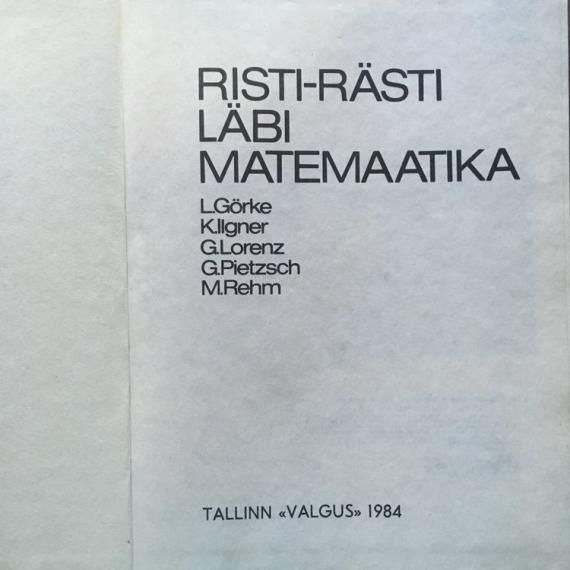 RISTI-RÄSTI
LÄBI
MATEMAATIKA
L.Görke
K.Ilgner
G.Lorenz
G.Pietzsch
M.Rehm
TALLINN «VALGUS» 1984